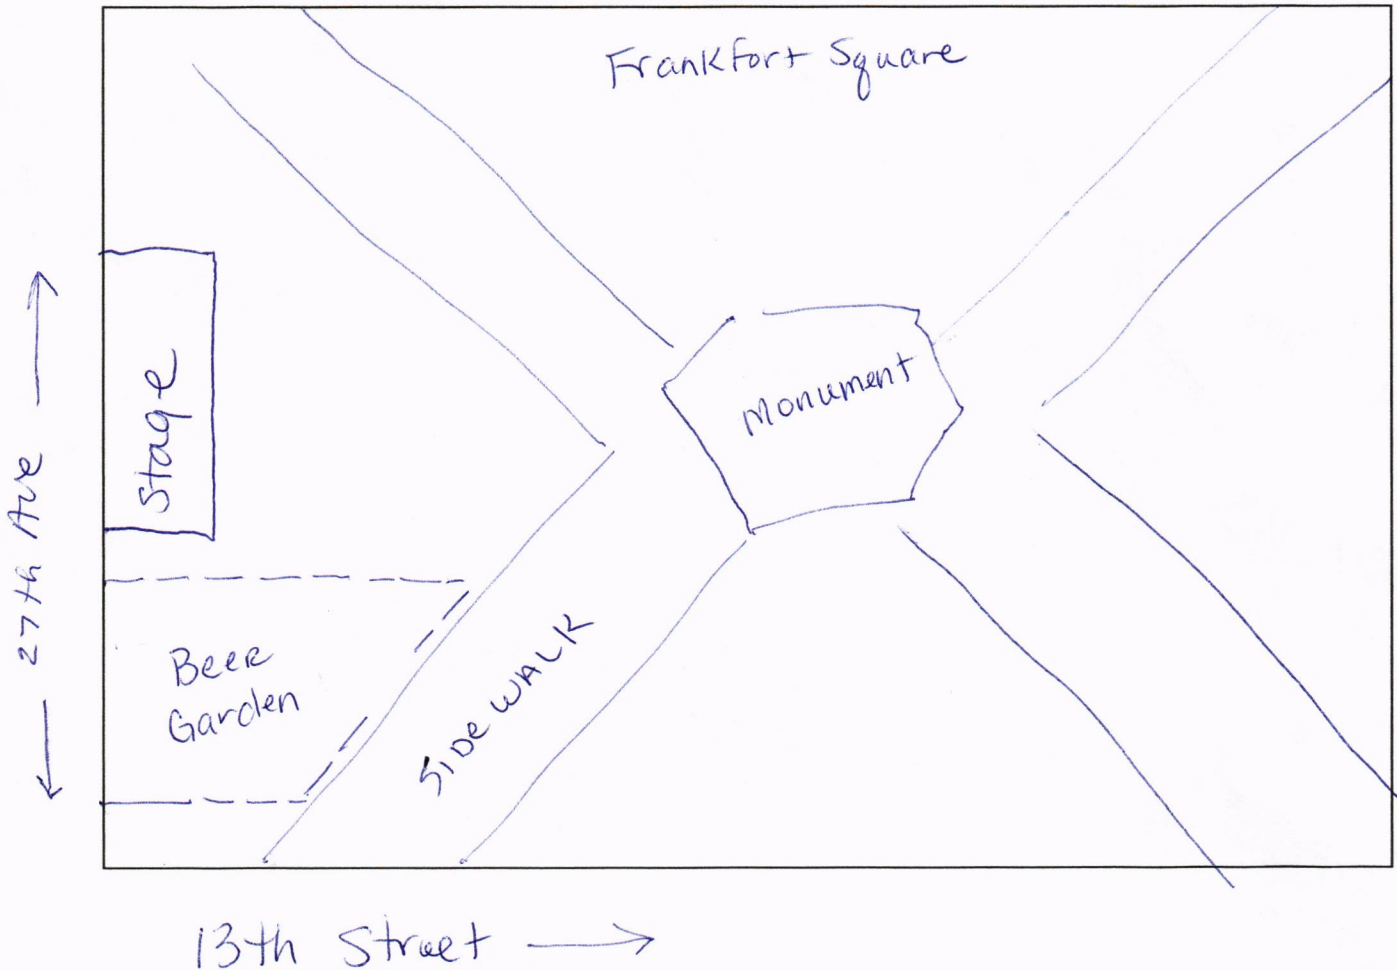 Frankfort Square
Monument
Stage
27th Ave
Beer
Garden
SIDEWALK
13th Street